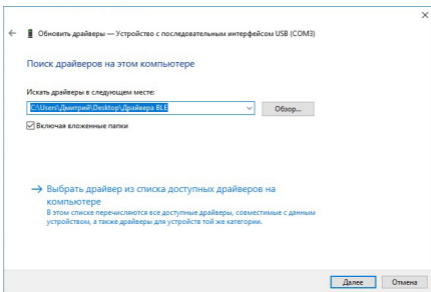 Обновить драйверы — Устройство с последовательным интерфейсом USB (COM3)
Поиск драйверов на этом компьютере
Искать драйверы в следующем месте:
C:\Users\Дмитрий\Desktop\Драйвера BLE
Обзор...
Включая вложенные папки
Выбрать драйвер из списка доступных драйверов на
компьютере
В этом списке перечисляются все доступные драйверы, совместимые с данным
устройством, а также драйверы для устройств той же категории.
Далее
Отмена